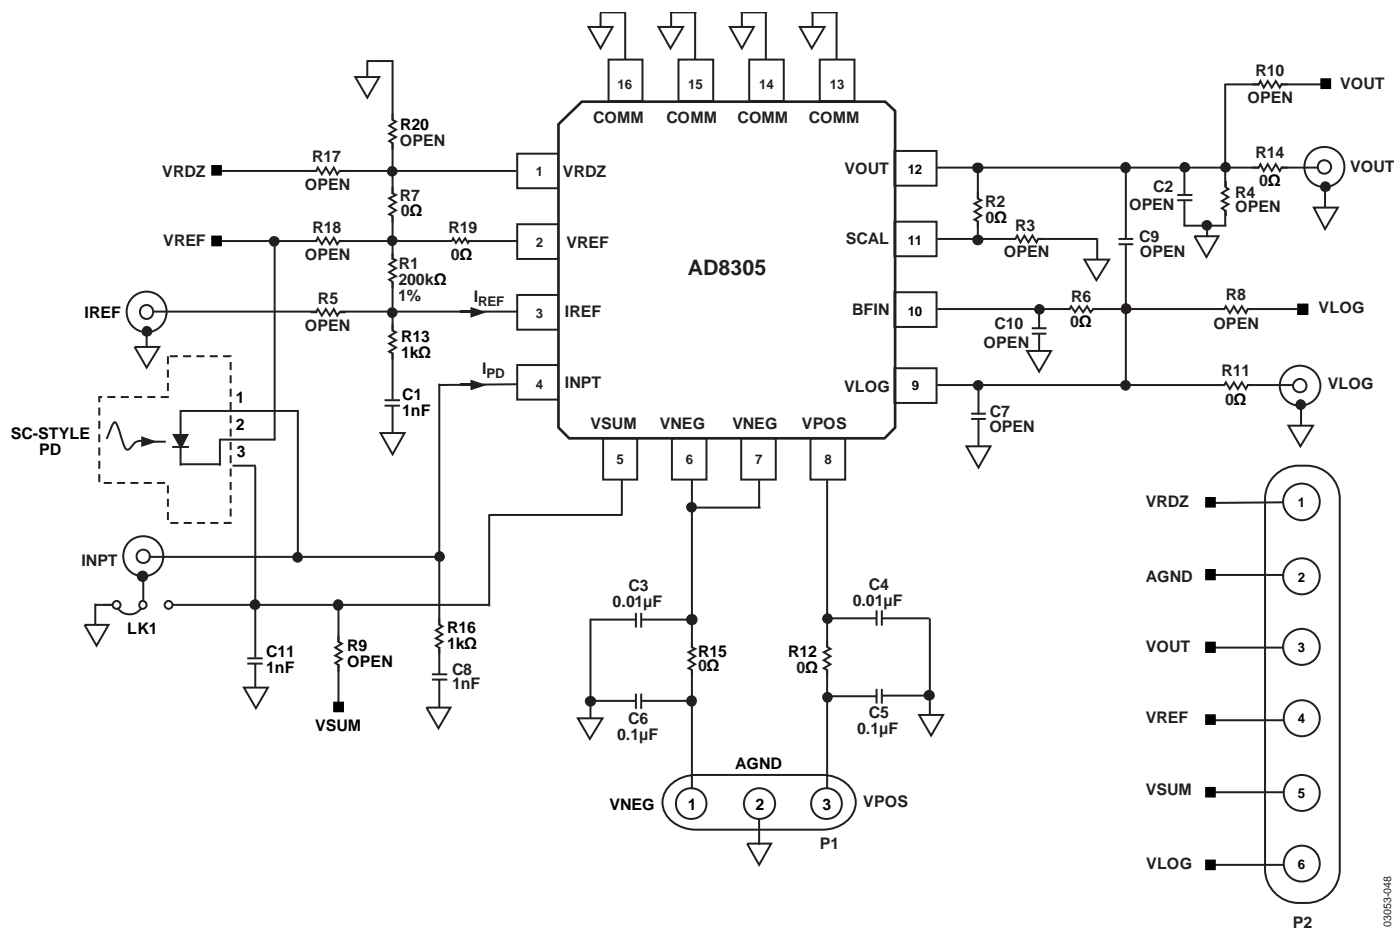 16
15
14
13
COMM
COMM
COMM
COMM
R20
OPEN
VRDZ
R17
OPEN
1
VRDZ
R7
0Ω
VREF
R18
OPEN
R19
0Ω
2
VREF
R1
200kΩ
1%
IREF
R5
OPEN
IREF
3
IREF
R13
1kΩ
IPD
4
INPT
C1
1nF
AD8305
VOUT
12
SCAL
11
BFIN
10
VLOG
9
VSUM
VNEG
VNEG
VPOS
5
6
7
8
R10
OPEN
VOUT
R14
0Ω
VOUT
C2
OPEN
R4
OPEN
R2
0Ω
R3
OPEN
C9
OPEN
R6
0Ω
C10
OPEN
R8
OPEN
VLOG
R11
0Ω
VLOG
C7
OPEN
SC-STYLE
PD
1
2
3
INPT
LK1
C11
1nF
R9
OPEN
VSUM
R16
1kΩ
C8
1nF
C3
0.01µF
R15
0Ω
C6
0.1µF
C4
0.01µF
R12
0Ω
C5
0.1µF
AGND
VNEG
1
2
3
VPOS
P1
VRDZ
1
AGND
2
VOUT
3
VREF
4
VSUM
5
VLOG
6
P2
03053-048